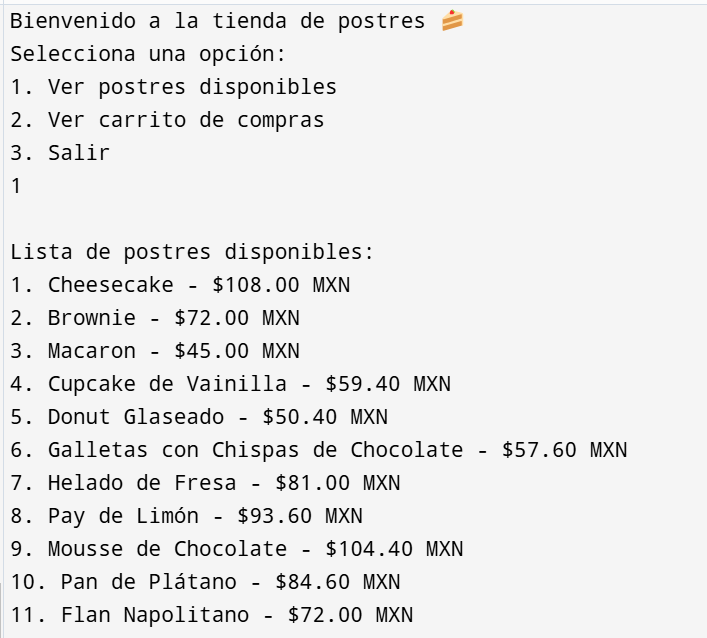 Bienvenido a la tienda de postres 🍰
Selecciona una opción:
1. Ver postres disponibles
2. Ver carrito de compras
3. Salir
1
Lista de postres disponibles:
1. Cheesecake - $108.00 MXN
2. Brownie - $72.00 MXN
3. Macaron - $45.00 MXN
4. Cupcake de Vainilla - $59.40 MXN
5. Donut Glaseado - $50.40 MXN
6. Galletas con Chispas de Chocolate - $57.60 MXN
7. Helado de Fresa - $81.00 MXN
8. Pay de Limón - $93.60 MXN
9. Mousse de Chocolate - $104.40 MXN
10. Pan de Plátano - $84.60 MXN
11. Flan Napolitano - $72.00 MXN